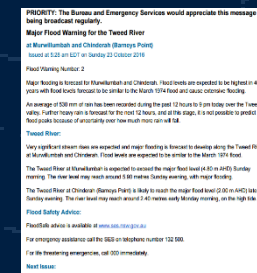 PRIORITY: The Bureau and Emergency Services would appreciate this message
being broadcast regularly.
Major Flood Warning for the Tweed River
at Murwillumbah and Chinderah (Barneys Point)
Issued at 5:25 am EDT on Sunday 23 October 2016
Flood Warning Number: 2
Major flooding is forecast for Murwillumbah and Chinderah. Flood levels are expected to be highest in 4
years with flood levels forecast to be similar to the March 1974 flood and cause extensive flooding.
An average of 538 mm of rain has been recorded during the past 12 hours to 9 pm today over the Twee
valley. Further heavy rain is forecast for the next 12 hours, and at this stage, it is not possible to predict
flood peaks because of uncertainty over how much more rain will fall.
Tweed River:
Very significant stream rises are expected and major flooding is forecast to develop along the Tweed Ri
at Murwillumbah and Chinderah. Flood levels are expected to be similar to the March 1974 flood.
The Tweed River at Murwillumbah is expected to exceed the major flood level (4.80 m AHD) Sunday
morning. The river level may reach around 6.90 metres Sunday evening, with major flooding.
The Tweed River at Chinderah (Barneys Point) is likely to reach the major flood level (2.00 m AHD) late
Sunday evening. The river level may reach around 2.40 metres early Monday morning, on the high tide
Flood Safety Advice:
FloodSafe advice is available at www.ses.nsw.gov.au
For emergency assistance call the SES on telephone number 132 500.
For life threatening emergencies, call 000 immediately.
Next Issue: